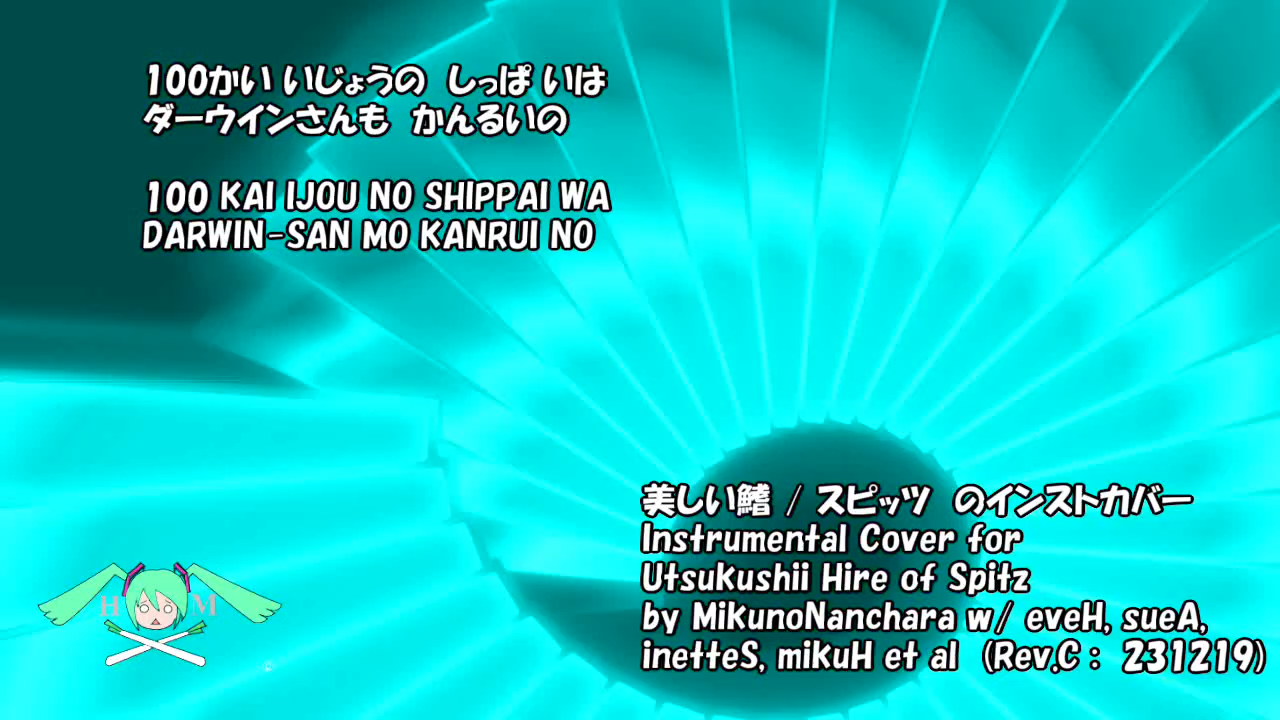 100かい いじょうの しっぱ いは
ダーウインさんも かんるいの
100 KAI IJOU NO SHIPPAI WA
DARWIN-SAN MO KANRUI NO
美しい鰭 / スピッツ のインストカバー
Instrumental Cover for
Utsukushii Hire of Spitz
by MikunoNanchara w/ eveH, sueA,
inetteS, mikuH et al (Rev.C : 231219)
H M